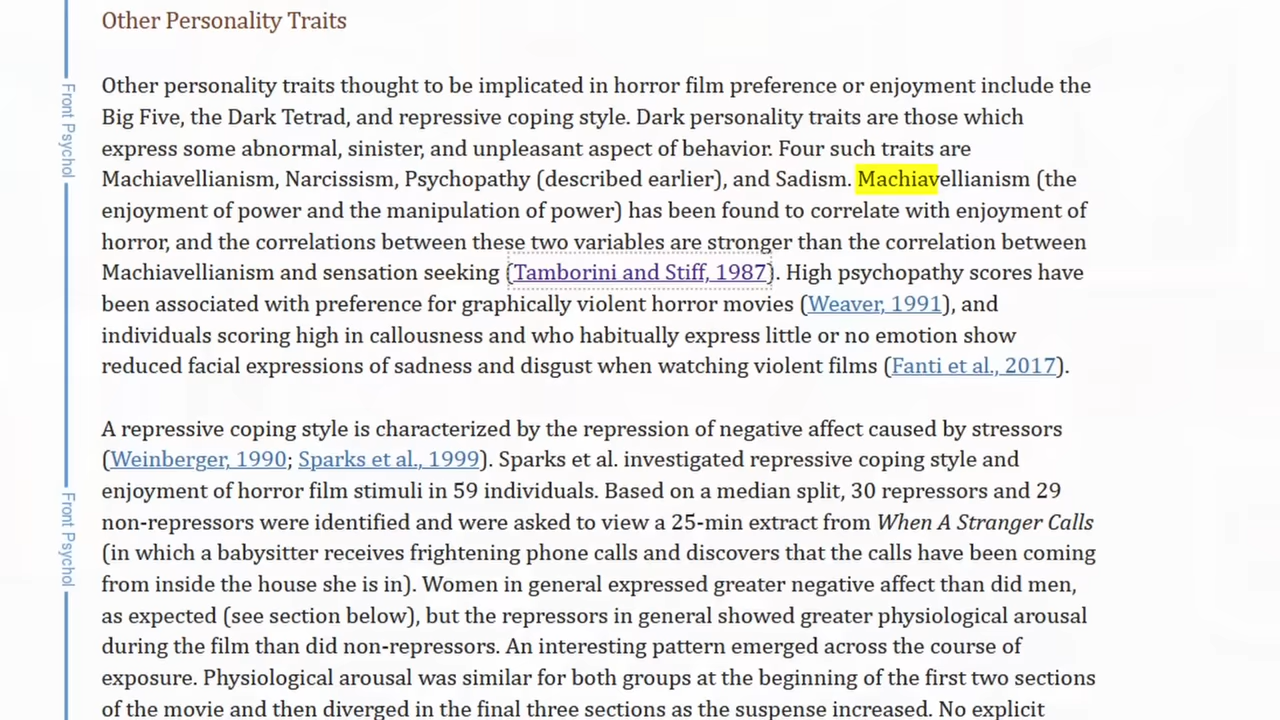 Other Personality Traits
Other personality traits thought to be implicated in horror film preference or enjoyment include the
Big Five, the Dark Tetrad, and repressive coping style. Dark personality traits are those which
express some abnormal, sinister, and unpleasant aspect of behavior. Four such traits are
Machiavellianism, Narcissism, Psychopathy (described earlier), and Sadism. Machiavellianism (the
enjoyment of power and the manipulation of power) has been found to correlate with enjoyment of
horror, and the correlations between these two variables are stronger than the correlation between
Machiavellianism and sensation seeking (Tamborini and Stiff, 1987). High psychopathy scores have
been associated with preference for graphically violent horror movies (Weaver, 1991), and
individuals scoring high in callousness and who habitually express little or no emotion show
reduced facial expressions of sadness and disgust when watching violent films (Fanti et al., 2017).
A repressive coping style is characterized by the repression of negative affect caused by stressors
(Weinberger, 1990; Sparks et al., 1999). Sparks et al. investigated repressive coping style and
enjoyment of horror film stimuli in 59 individuals. Based on a median split, 30 repressors and 29
non-repressors were identified and were asked to view a 25-min extract from When A Stranger Calls
(in which a babysitter receives frightening phone calls and discovers that the calls have been coming
from inside the house she is in). Women in general expressed greater negative affect than did men,
as expected (see section below), but the repressors in general showed greater physiological arousal
during the film than did non-repressors. An interesting pattern emerged across the course of
exposure. Physiological arousal was similar for both groups at the beginning of the first two sections
of the movie and then diverged in the final three sections as the suspense increased. No explicit
Front Psychol
Front Psychol